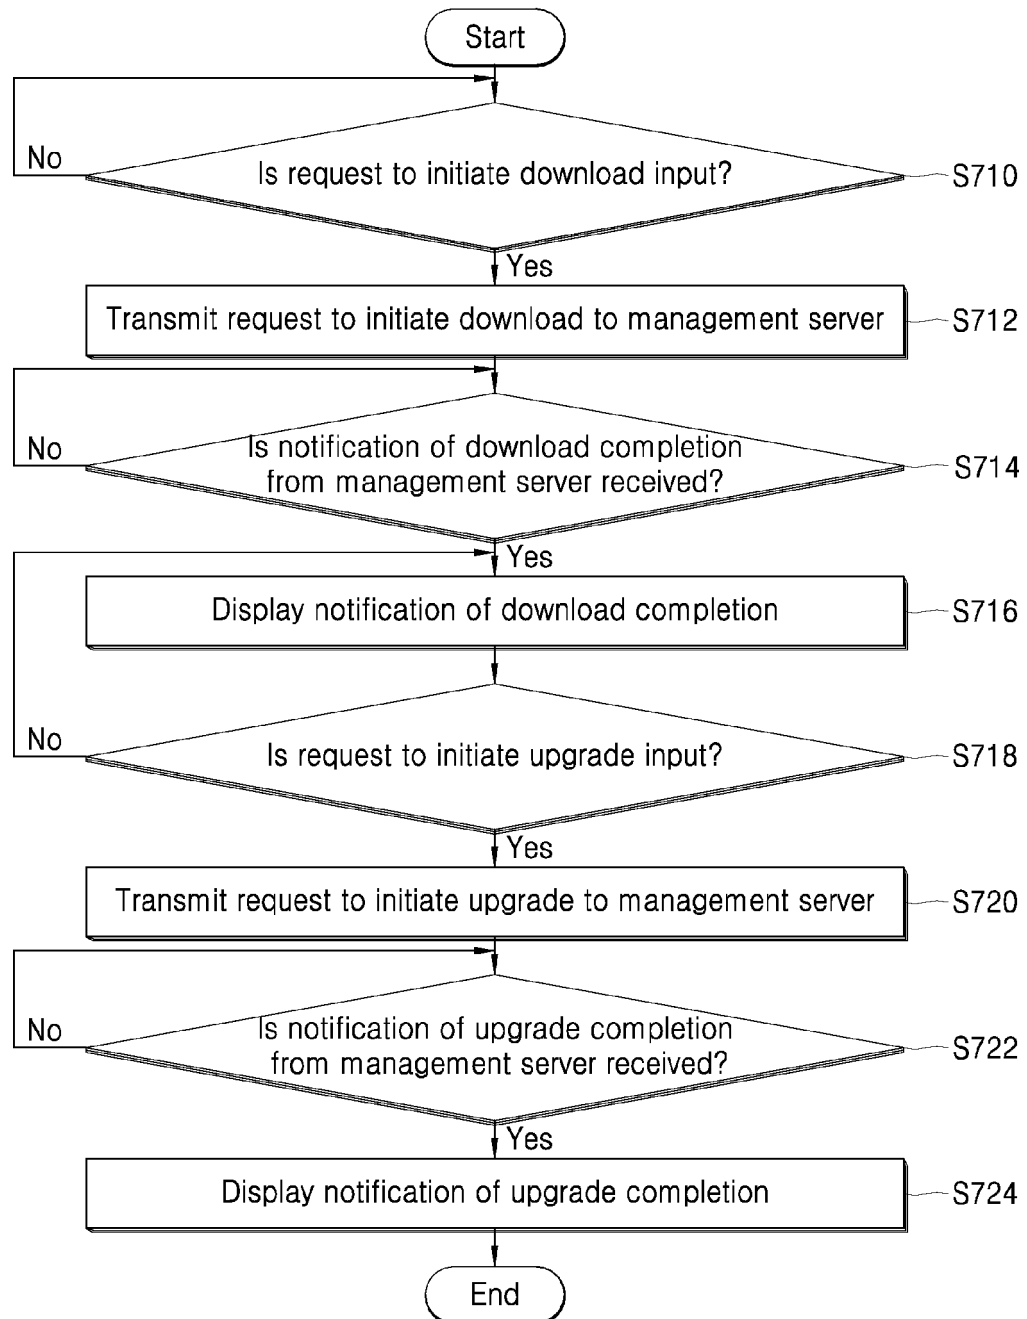 Start
No
Is request to initiate download input?
S710
Yes
Transmit request to initiate download to management server
S712
No
Is notification of download completion
from management server received?
S714
Yes
Display notification of download completion
S716
No
Is request to initiate upgrade input?
S718
Yes
Transmit request to initiate upgrade to management server
S720
No
Is notification of upgrade completion
from management server received?
S722
Yes
Display notification of upgrade completion
S724
End